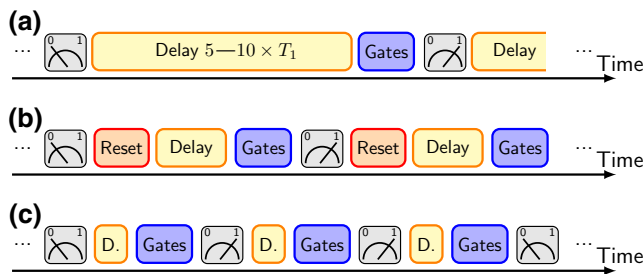 (a)
... 0 1 Delay 5—10 × T₁ Gates 0 1 Delay ...
Time
(b)
... 0 1 Reset Delay Gates 0 1 Reset Delay Gates ...
Time
(c)
... 0 1 D. Gates 0 1 D. Gates 0 1 D. Gates 0 1 ...
Time